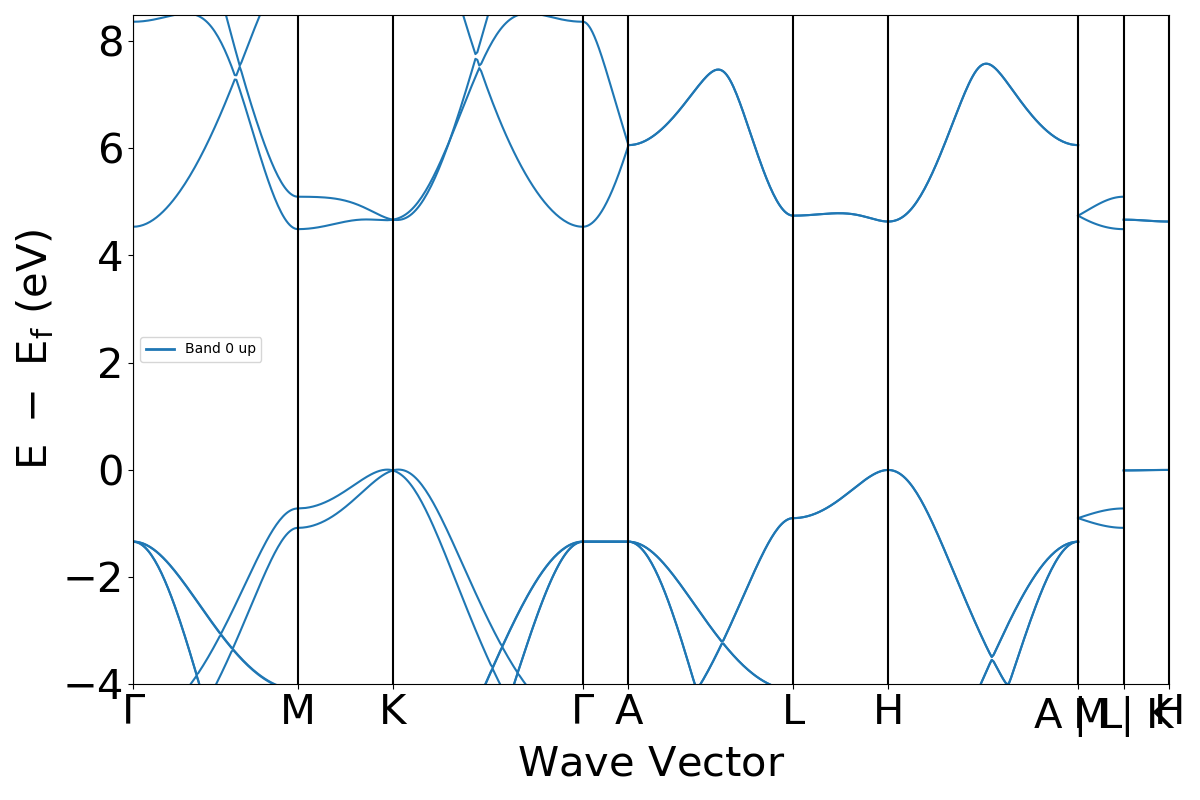 8
6
4
2
0
−2
−4
E − E_f (eV)
Band 0 up
Γ M K Γ A L H A | M L | K H
Wave Vector